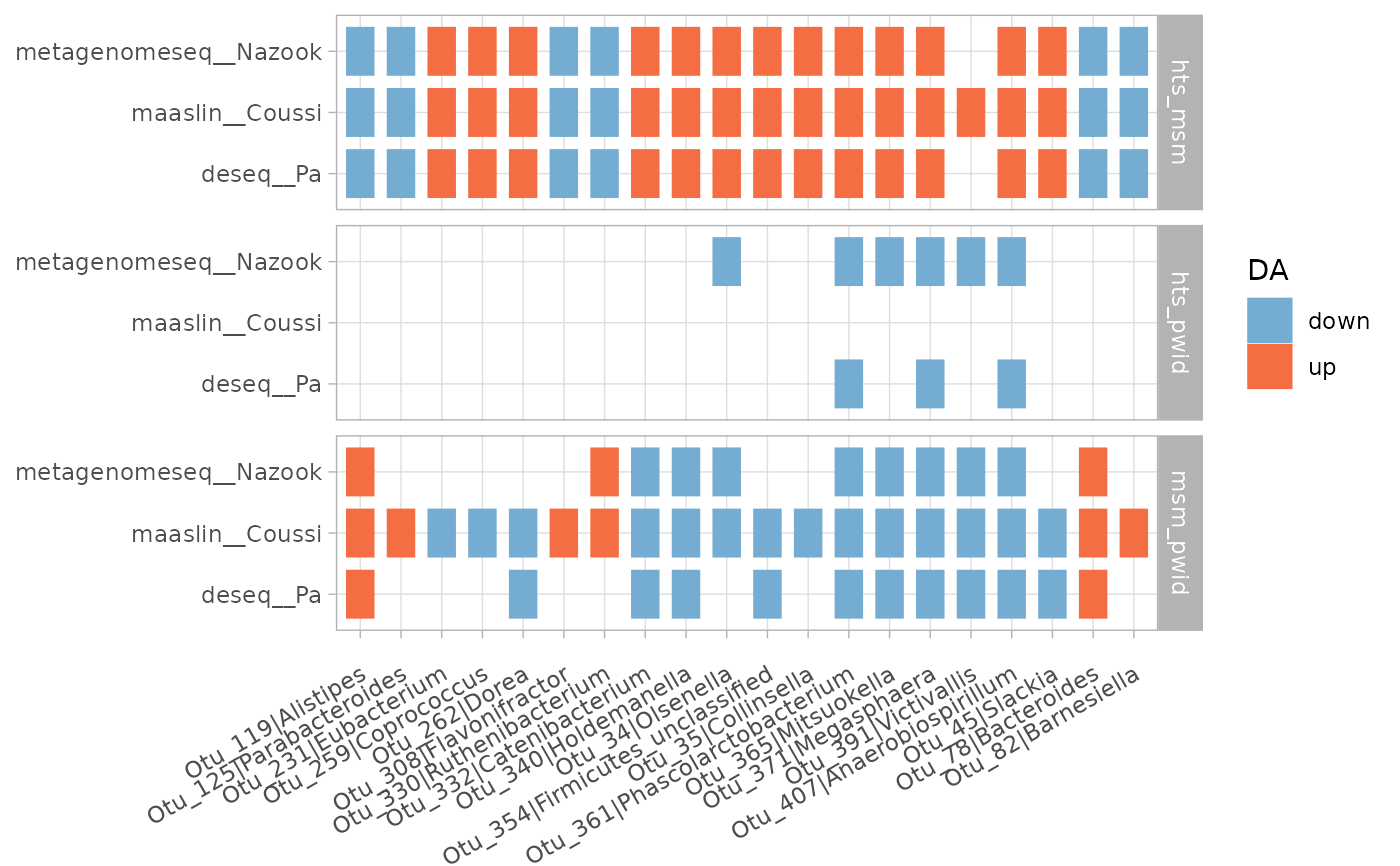 metagenomeseq__Nazook
maaslin__Coussi
deseq__Pa
hts_msm
metagenomeseq__Nazook
maaslin__Coussi
deseq__Pa
hts_pwid
metagenomeseq__Nazook
maaslin__Coussi
deseq__Pa
msm_pwid
Otu_119|Alistipes
Otu_125|Parabacteroides
Otu_231|Eubacterium
Otu_259|Coprococcus
Otu_262|Dorea
Otu_308|Flavonifractor
Otu_330|Ruthenibacterium
Otu_332|Catenibacterium
Otu_340|Holdemanella
Otu_34|Olsenella
Otu_354|Firmicutes_unclassified
Otu_35|Collinsella
Otu_361|Phascolarctobacterium
Otu_365|Mitsuokella
Otu_371|Megasphaera
Otu_391|Victivallis
Otu_407|Anaerobiospirillum
Otu_45|Slackia
Otu_78|Bacteroides
Otu_82|Barnesiella
DA
down
up